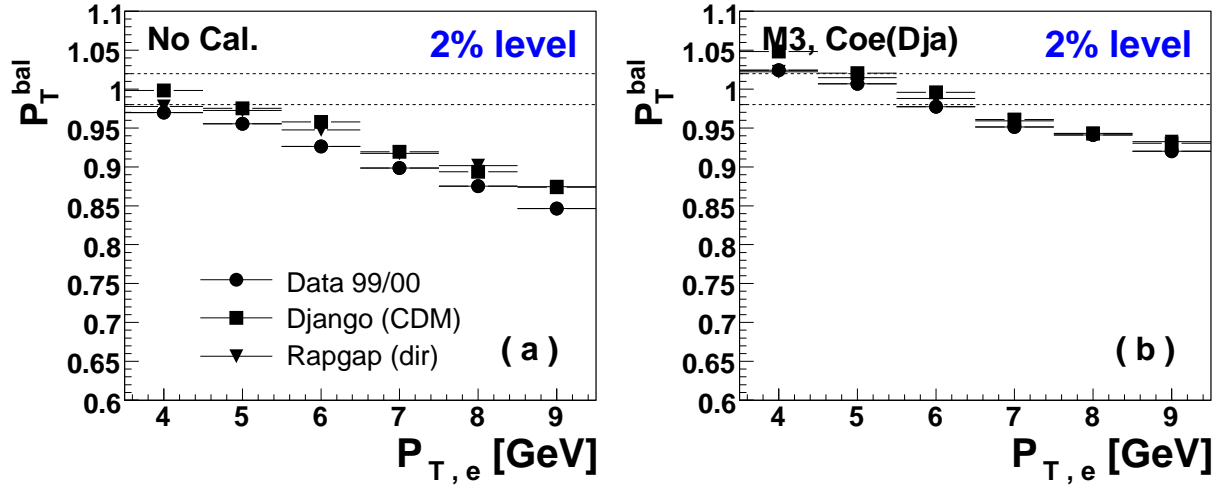 No Cal.
2% level
P_T^bal
1.1
1.05
1
0.95
0.9
0.85
0.8
0.75
0.7
0.65
0.6
Data 99/00
Django (CDM)
Rapgap (dir)
( a )
4 5 6 7 8 9
P_T , e [GeV]
M3, Coe(Dja)
2% level
P_T^bal
1.1
1.05
1
0.95
0.9
0.85
0.8
0.75
0.7
0.65
0.6
( b )
4 5 6 7 8 9
P_T , e [GeV]